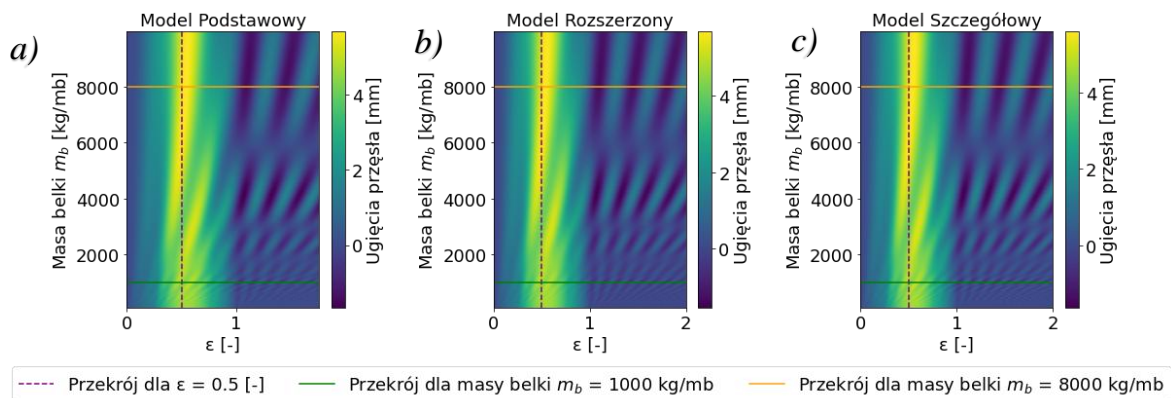 a)
Model Podstawowy
Masa belki m_b [kg/mb]
8000
6000
4000
2000
0
1
ε [-]
4
2
0
Ugięcia przęsła [mm]
b)
Model Rozszerzony
Masa belki m_b [kg/mb]
8000
6000
4000
2000
0
1
2
ε [-]
4
2
0
Ugięcia przęsła [mm]
c)
Model Szczegółowy
Masa belki m_b [kg/mb]
8000
6000
4000
2000
0
1
2
ε [-]
4
2
0
Ugięcia przęsła [mm]
Przekrój dla ε = 0.5 [-]
Przekrój dla masy belki m_b = 1000 kg/mb
Przekrój dla masy belki m_b = 8000 kg/mb